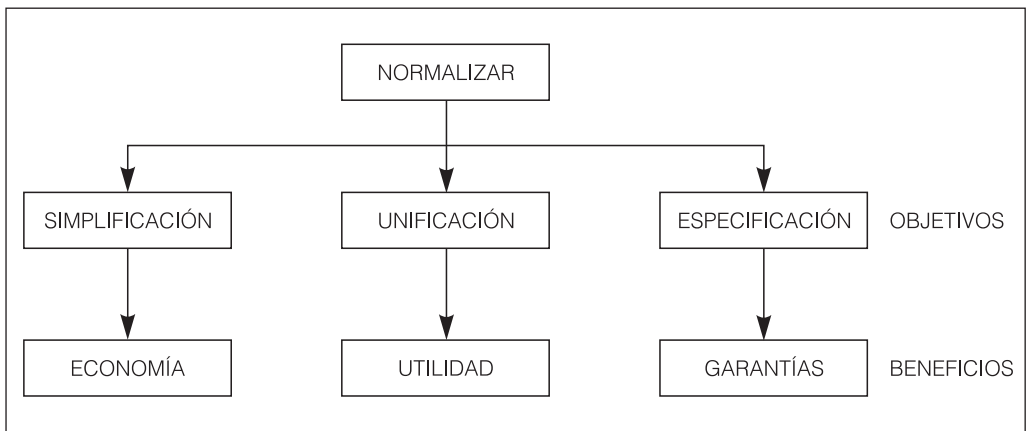 NORMALIZAR
SIMPLIFICACIÓN UNIFICACIÓN ESPECIFICACIÓN OBJETIVOS
ECONOMÍA UTILIDAD GARANTÍAS BENEFICIOS